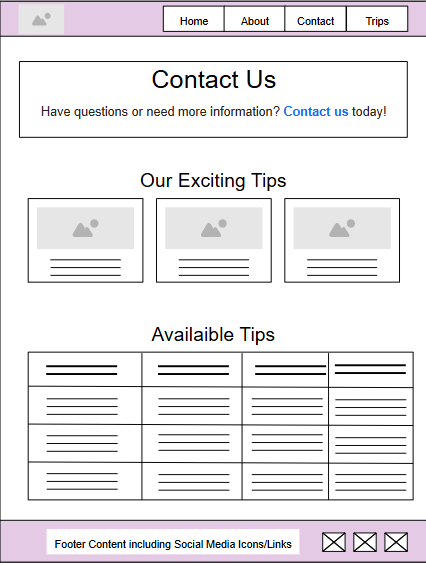 Home About Contact Trips
Contact Us
Have questions or need more information? Contact us today!
Our Exciting Tips
Availaible Tips
Footer Content including Social Media Icons/Links